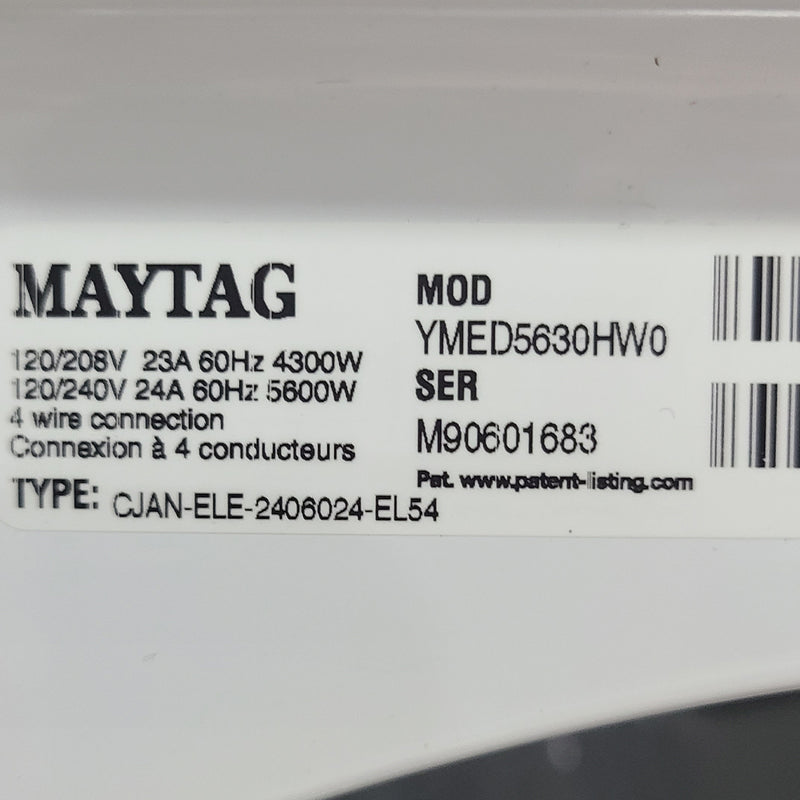 MAYTAG
120/208V 23A 60Hz 4300W
120/240V 24A 60Hz 5600W
4 wire connection
Connexion à 4 conducteurs
TYPE: CJAN-ELE-2406024-EL54
MOD
YMED5630HW0
SER
M90601683
Pat. www.patent-listing.com